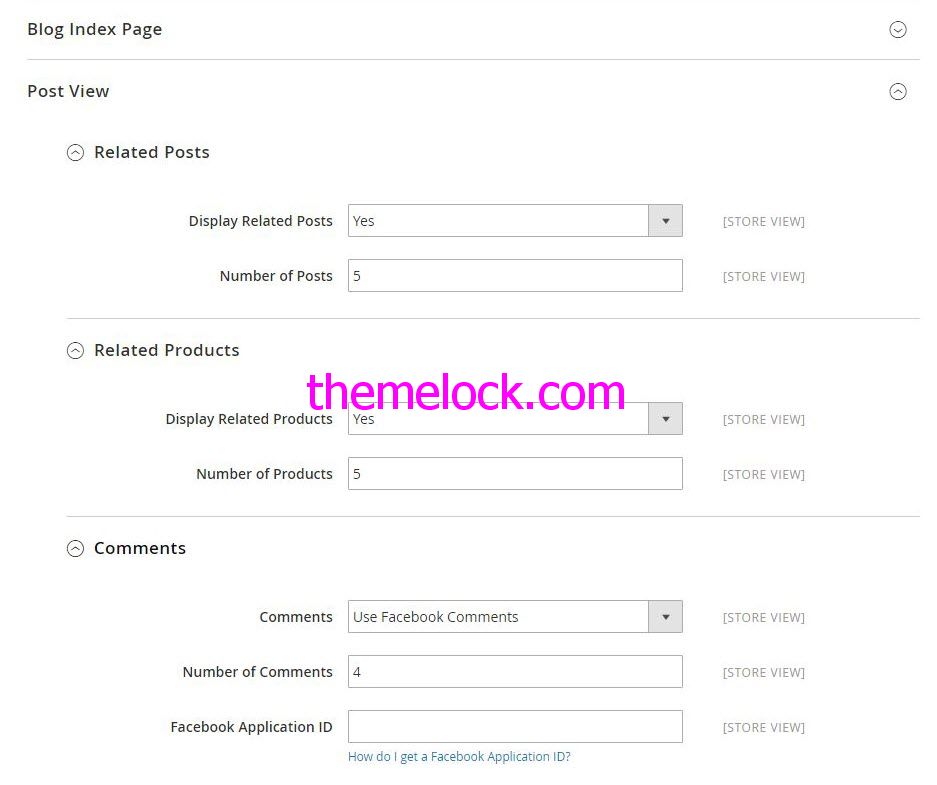 Blog Index Page
Post View
Related Posts
Display Related Posts Yes [STORE VIEW]
Number of Posts 5 [STORE VIEW]
Related Products
themelock.com
Display Related Products Yes [STORE VIEW]
Number of Products 5 [STORE VIEW]
Comments
Comments Use Facebook Comments [STORE VIEW]
Number of Comments 4 [STORE VIEW]
Facebook Application ID [STORE VIEW]
How do I get a Facebook Application ID?